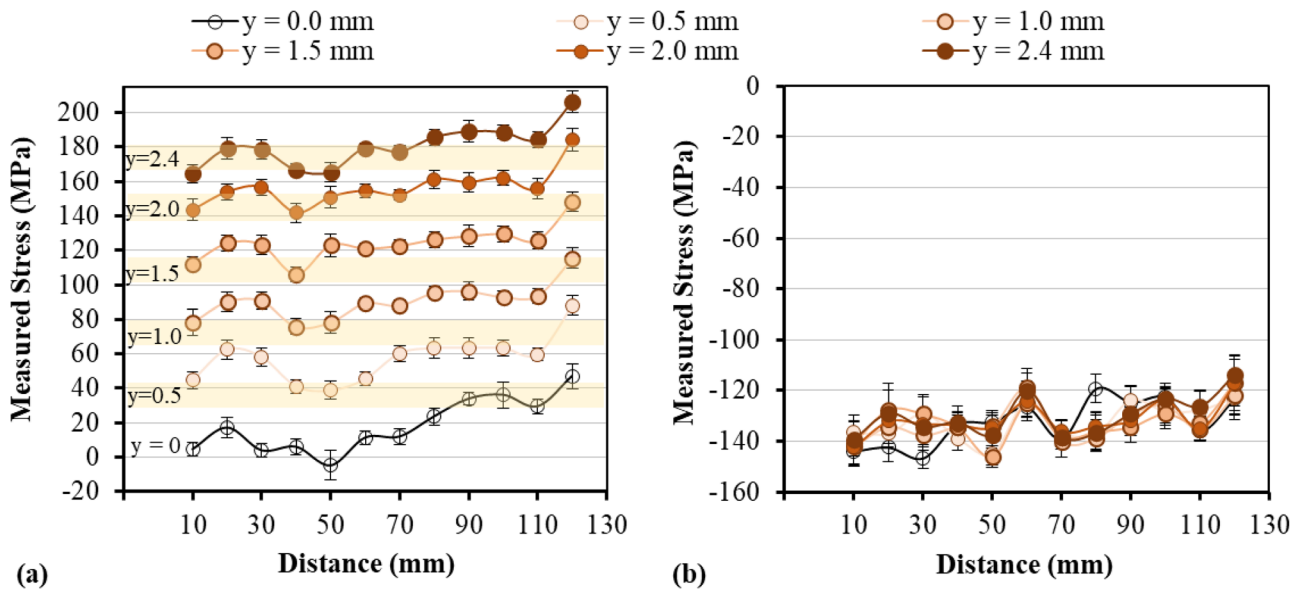 y = 0.0 mm y = 0.5 mm y = 1.0 mm
y = 1.5 mm y = 2.0 mm y = 2.4 mm
Measured Stress (MPa)
200
180
160
140
120
100
80
60
40
20
0
-20
y=2.4
y=2.0
y=1.5
y=1.0
y=0.5
y = 0
10 30 50 70 90 110 130
Distance (mm)
(a)
Measured Stress (MPa)
0
-20
-40
-60
-80
-100
-120
-140
-160
10 30 50 70 90 110 130
Distance (mm)
(b)